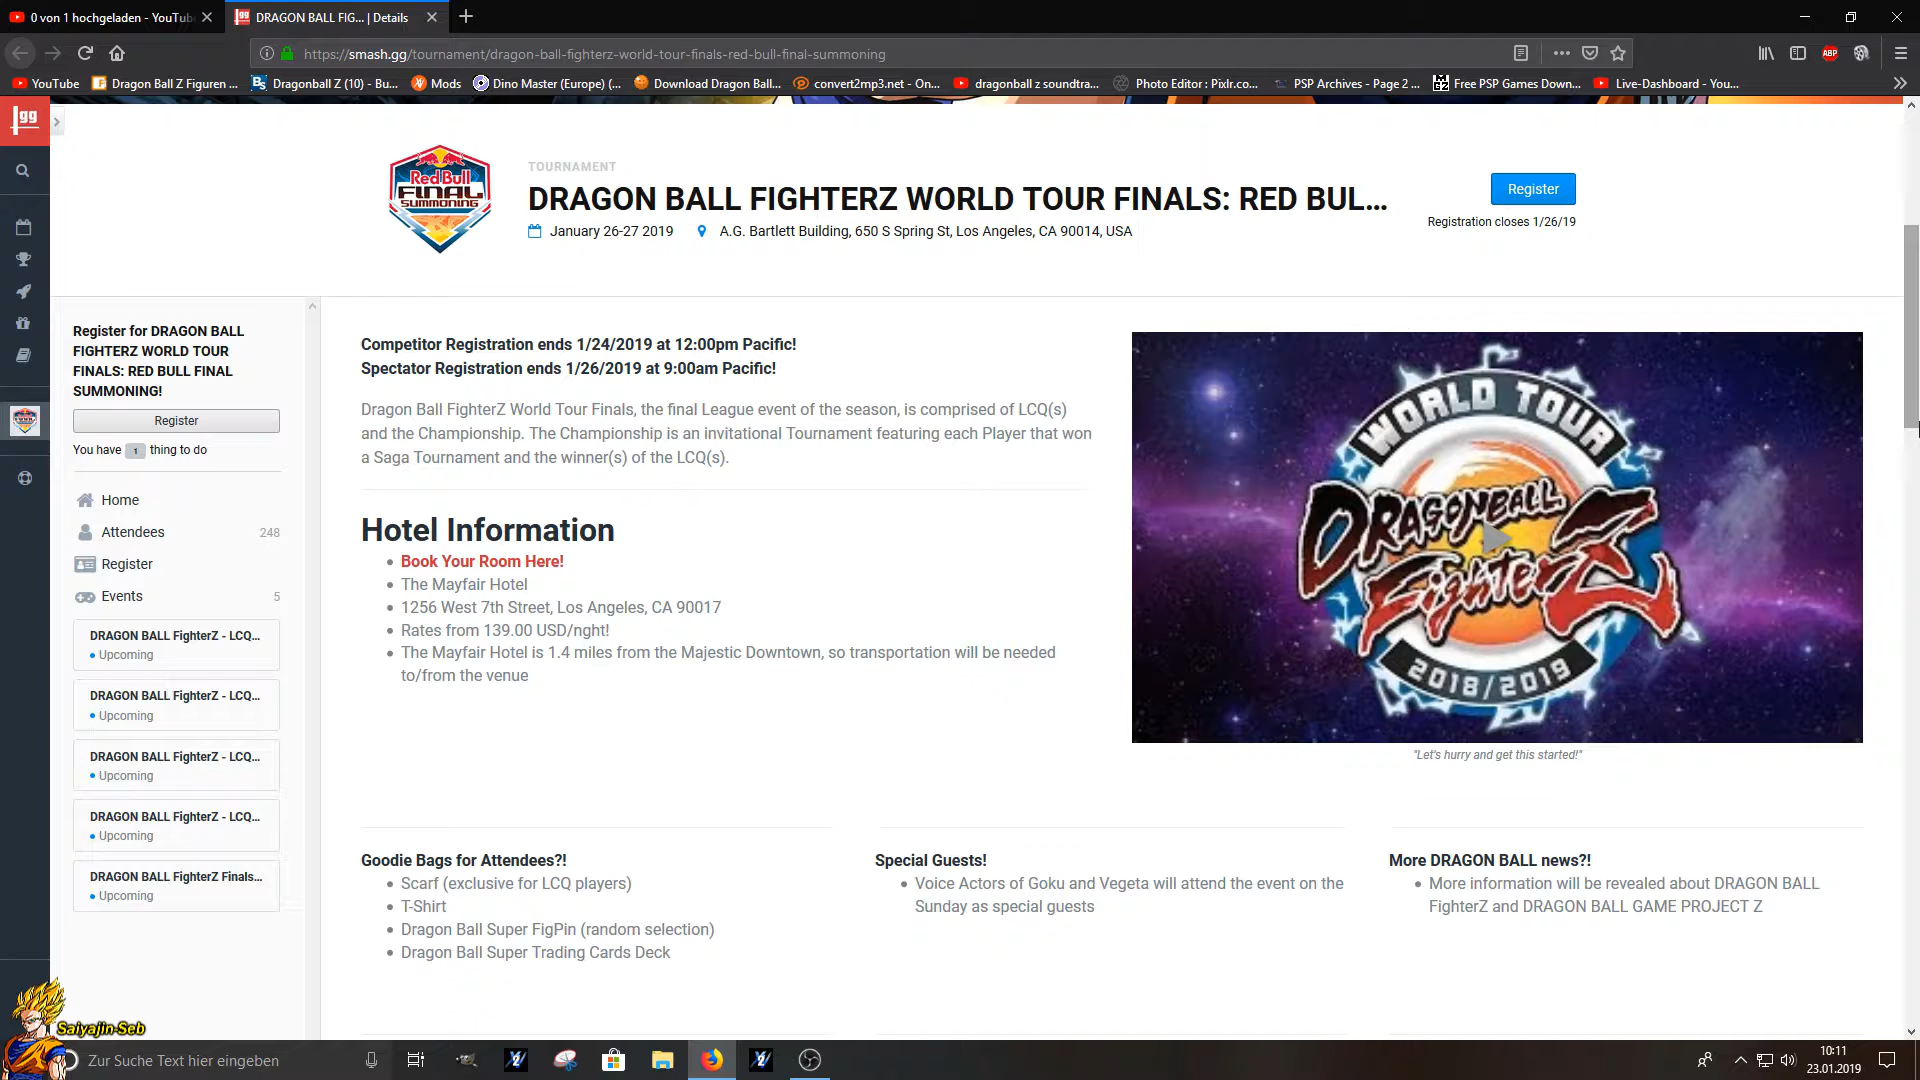 0 von 1 hochgeladen - YouTub
DRAGON BALL FIG... | Details
https://smash.gg/tournament/dragon-ball-fighterz-world-tour-finals-red-bull-final-summoning
YouTube
Dragon Ball Z Figuren ...
Dragonball Z (10) - Bu...
Mods
Dino Master (Europe) (...
Download Dragon Ball...
convert2mp3.net - On...
dragonball z soundtra...
Photo Editor : Pixlr.co...
PSP Archives - Page 2 ...
Free PSP Games Down...
Live-Dashboard - You...
gg
Red Bull
FINAL
SUMMONING
TOURNAMENT
DRAGON BALL FIGHTERZ WORLD TOUR FINALS: RED BUL...
January 26-27 2019
A.G. Bartlett Building, 650 S Spring St, Los Angeles, CA 90014, USA
Register
Registration closes 1/26/19
Register for DRAGON BALL
FIGHTERZ WORLD TOUR
FINALS: RED BULL FINAL
SUMMONING!
Register
You have 1 thing to do
Home
Attendees 248
Register
Events 5
DRAGON BALL FighterZ - LCQ...
Upcoming
DRAGON BALL FighterZ - LCQ...
Upcoming
DRAGON BALL FighterZ - LCQ...
Upcoming
DRAGON BALL FighterZ - LCQ...
Upcoming
DRAGON BALL FighterZ Finals...
Upcoming
Competitor Registration ends 1/24/2019 at 12:00pm Pacific!
Spectator Registration ends 1/26/2019 at 9:00am Pacific!
Dragon Ball FighterZ World Tour Finals, the final League event of the season, is comprised of LCQ(s)
and the Championship. The Championship is an invitational Tournament featuring each Player that won
a Saga Tournament and the winner(s) of the LCQ(s).
Hotel Information
Book Your Room Here!
The Mayfair Hotel
1256 West 7th Street, Los Angeles, CA 90017
Rates from 139.00 USD/nght!
The Mayfair Hotel is 1.4 miles from the Majestic Downtown, so transportation will be needed
to/from the venue
WORLD TOUR
DRAGONBALL
FighterZ
2018/2019
"Let's hurry and get this started!"
Goodie Bags for Attendees?!
Scarf (exclusive for LCQ players)
T-Shirt
Dragon Ball Super FigPin (random selection)
Dragon Ball Super Trading Cards Deck
Special Guests!
Voice Actors of Goku and Vegeta will attend the event on the
Sunday as special guests
More DRAGON BALL news?!
More information will be revealed about DRAGON BALL
FighterZ and DRAGON BALL GAME PROJECT Z
Saiyajin-Seb
Zur Suche Text hier eingeben
10:11
23.01.2019